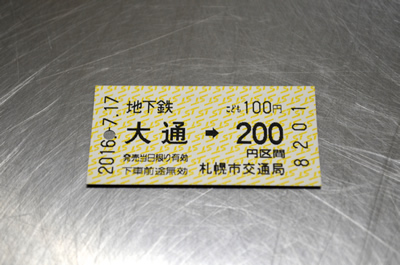 2016.-7.17
地下鉄 こども100円
大通 ➡ 200
発売当日限り有効 円区間
下車前途無効 札幌市交通局
8201